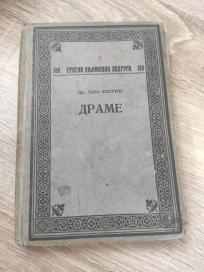 СРПСКА КЊИЖЕВНА ЗАДРУГА
Др. ЛАЗА КОСТИЋ
ДРАМЕ